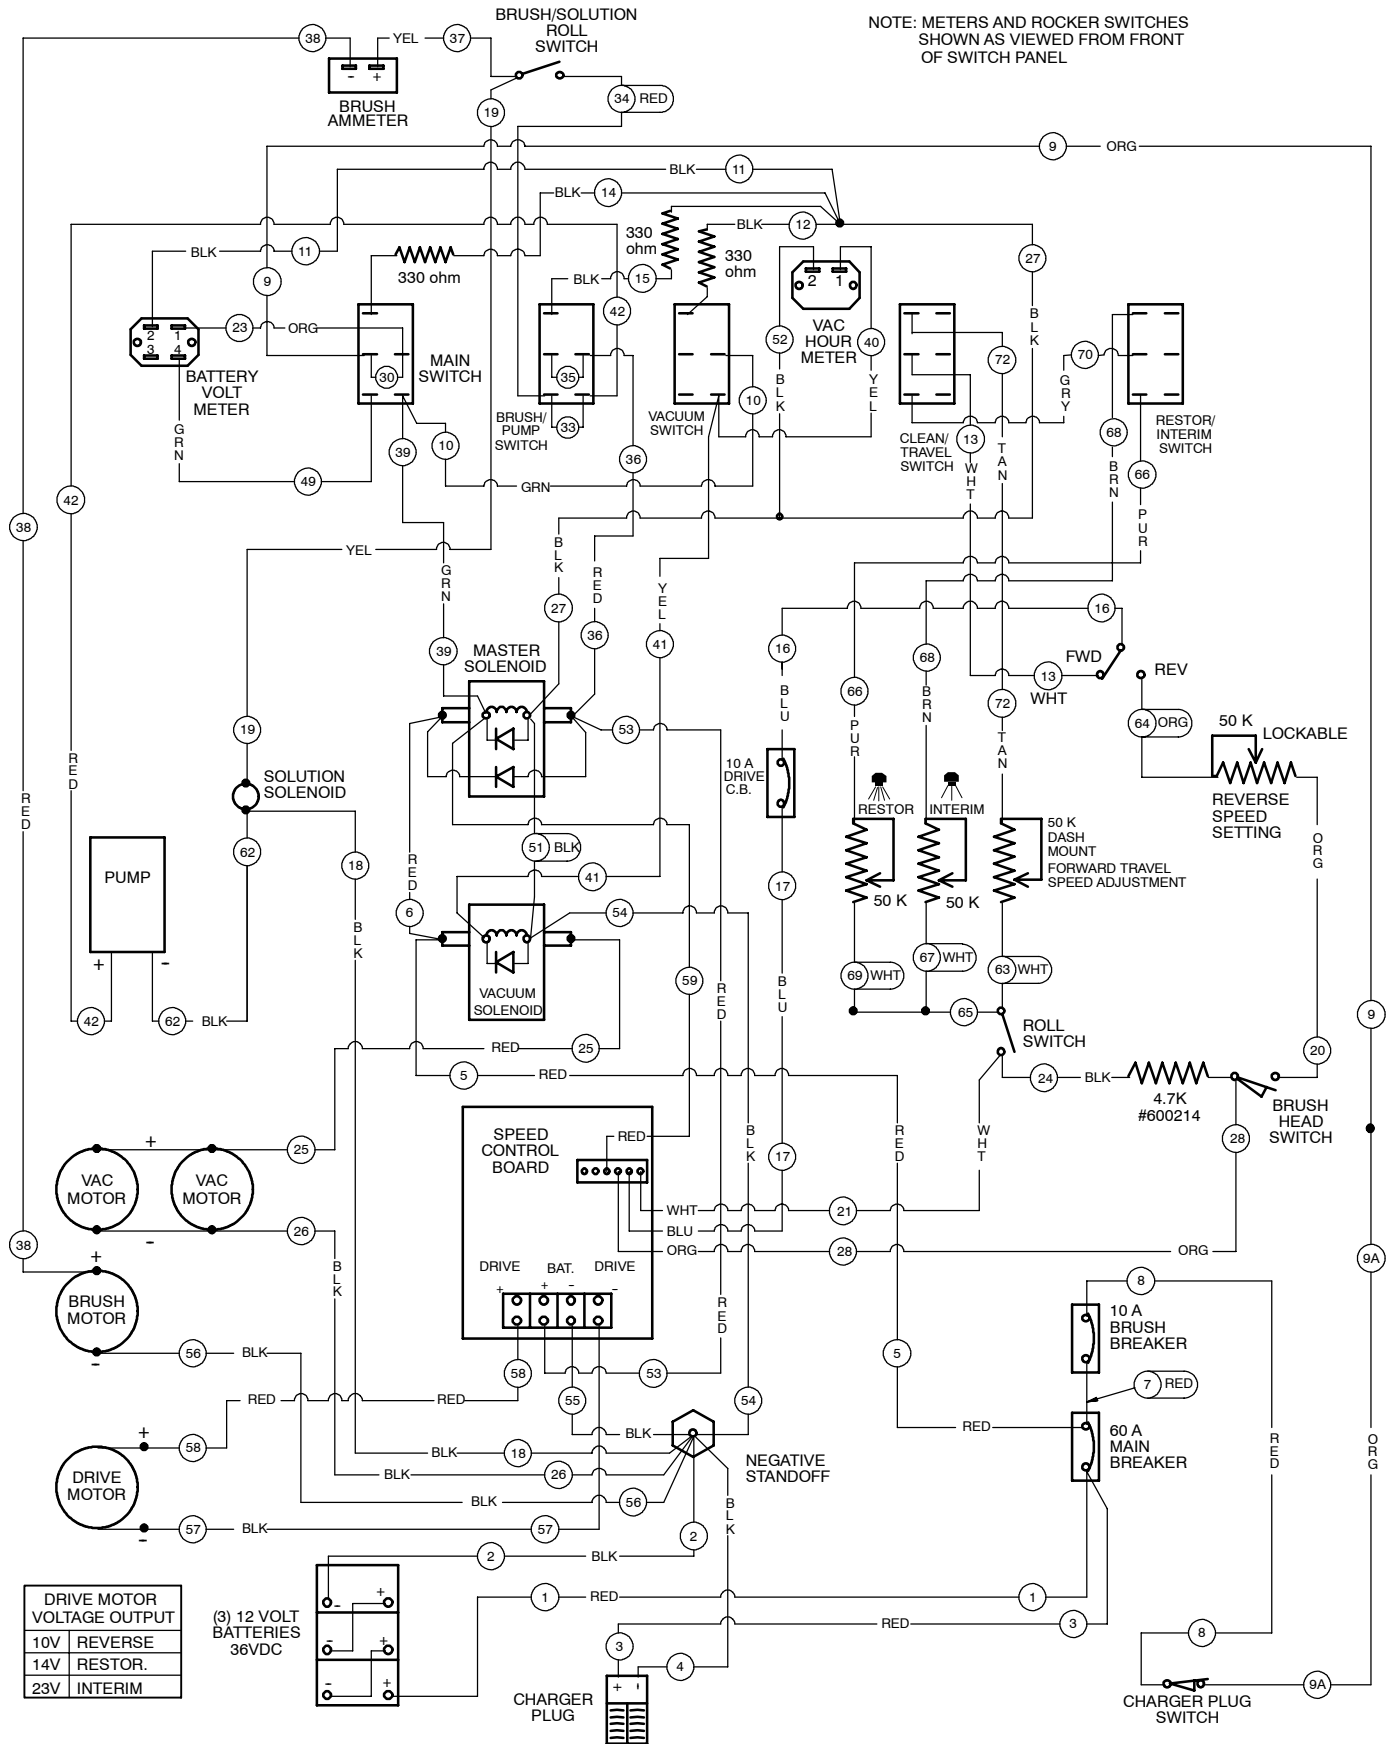 BRUSH/SOLUTION
ROLL
SWITCH
NOTE: METERS AND ROCKER SWITCHES
SHOWN AS VIEWED FROM FRONT
OF SWITCH PANEL
38
YEL
37
- +
BRUSH
AMMETER
34 RED
19
9
ORG
BLK
11
BLK
14
BLK
12
330
ohm
330
ohm
27
BLK
11
330 ohm
BLK
15
9
42
2 1
VAC
HOUR
METER
52
40
BLK
YEL
BLK
2 1
3 4
23
ORG
BATTERY
VOLT
METER
30
MAIN
SWITCH
35
33
BRUSH/
PUMP
SWITCH
VACUUM
SWITCH
10
72
70
GRY
CLEAN/
TRAVEL
SWITCH
RESTOR/
INTERIM
SWITCH
GRN
39
10
36
13
WHT
TAN
68
BRN
66
PUR
49
GRN
42
38
YEL
GRN
BLK
RED
YEL
27
36
41
39
16
16
FWD
REV
13
WHT
68
66
72
MASTER
SOLENOID
BLU
PUR
BRN
TAN
64 ORG
50 K
LOCKABLE
REVERSE
SPEED
SETTING
19
53
10 A
DRIVE
C.B.
SOLUTION
SOLENOID
RED
RED
RESTOR
INTERIM
50 K
DASH
MOUNT
FORWARD TRAVEL
SPEED ADJUSTMENT
ORG
62
18
RED
51 BLK
41
17
50 K
50 K
PUMP
+ -
6
54
BLK
59
RED
BLU
VACUUM
SOLENOID
69 WHT
67 WHT
63 WHT
65
ROLL
SWITCH
9
42
62
BLK
RED
25
5
RED
20
24
BLK
4.7K
#600214
BRUSH
HEAD
SWITCH
28
SPEED
CONTROL
BOARD
RED
BLK
17
RED
WHT
+
VAC
MOTOR
VAC
MOTOR
-
25
26
BLK
WHT
21
BLU
ORG
28
ORG
38
9A
+
BRUSH
MOTOR
-
DRIVE
BAT.
DRIVE
+ + - -
RED
8
10 A
BRUSH
BREAKER
56
BLK
58
53
5
7 RED
RED
RED
55
54
+
58
DRIVE
MOTOR
-
BLK
BLK
18
NEGATIVE
STANDOFF
RED
60 A
MAIN
BREAKER
RED
ORG
BLK
26
BLK
56
BLK
57
BLK
57
2
2
BLK
DRIVE MOTOR
VOLTAGE OUTPUT
10V REVERSE
14V RESTOR.
23V INTERIM
(3) 12 VOLT
BATTERIES
36VDC
- +
- +
- +
1
RED
1
RED
3
3
4
+ -
CHARGER
PLUG
8
9A
CHARGER PLUG
SWITCH